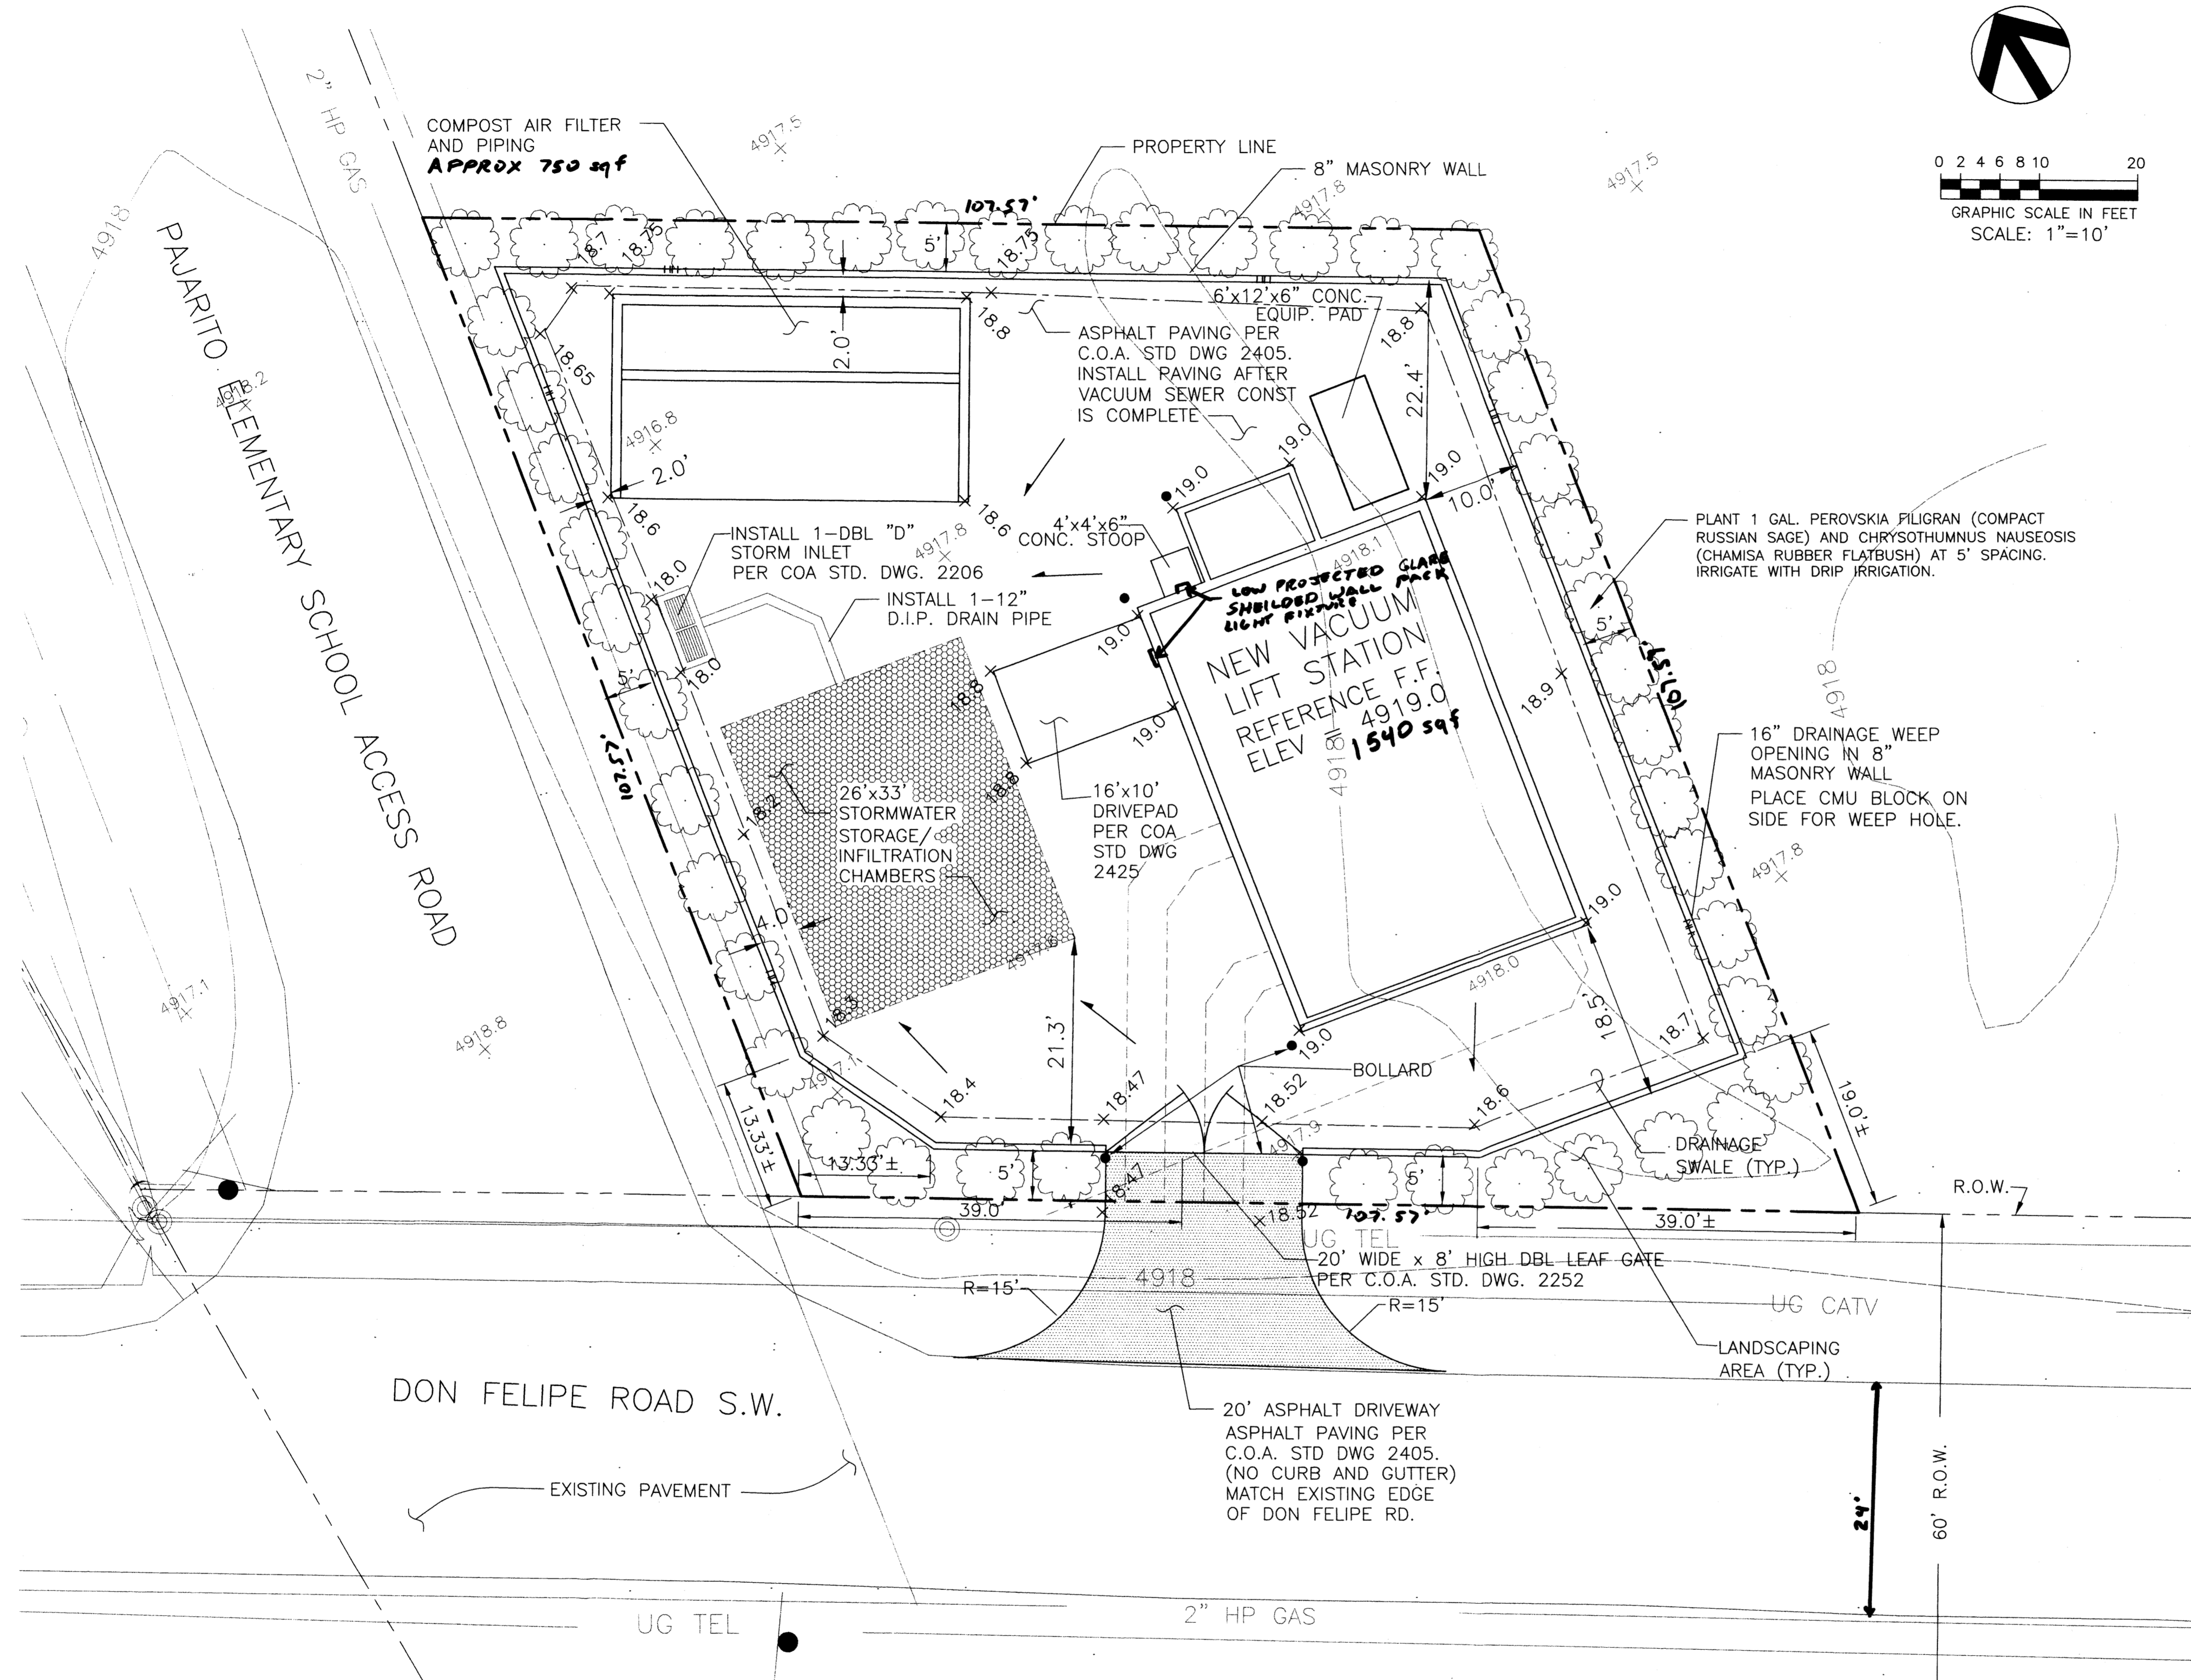 0 2 4 6 8 10 20
GRAPHIC SCALE IN FEET
SCALE: 1"=10'
2" HP GAS
COMPOST AIR FILTER
AND PIPING
APPROX 750 sqf
4917.5
PROPERTY LINE
8" MASONRY WALL
4917.8
4917.5
4918
107.57'
18.7
18.75
5'
18.75
PAJARITO ELEMENTARY SCHOOL ACCESS ROAD
4918.2
18.65
2.0'
18.8
6'x12'x6" CONC.
EQUIP. PAD
18.8
ASPHALT PAVING PER
C.O.A. STD DWG 2405.
INSTALL PAVING AFTER
VACUUM SEWER CONST
IS COMPLETE
22.4'
4916.8
2.0'
18.6
18.6
19.0
19.0
19.0
10.0'
INSTALL 1-DBL "D"
STORM INLET
PER COA STD. DWG. 2206
4917.8
4'x4'x6"
CONC. STOOP
4918.1
PLANT 1 GAL. PEROVSKIA FILIGRAN (COMPACT
RUSSIAN SAGE) AND CHRYSOTHUMNUS NAUSEOSIS
(CHAMISA RUBBER FLATBUSH) AT 5' SPACING.
IRRIGATE WITH DRIP IRRIGATION.
18.0
INSTALL 1-12"
D.I.P. DRAIN PIPE
LOW PROJECTED GLARE
SHEILDED WALL PACK
LIGHT FIXTURE
19.0
5'
18.0
5'
107.57'
18.8
NEW VACUUM
LIFT STATION
REFERENCE F.F.
ELEV 4919.0
1540 sqf
4918
18.9
107.57'
4918
19.0
18.8
16" DRAINAGE WEEP
OPENING IN 8"
MASONRY WALL
PLACE CMU BLOCK ON
SIDE FOR WEEP HOLE.
18.2
26'x33'
STORMWATER
STORAGE/
INFILTRATION
CHAMBERS
16'x10'
DRIVEPAD
PER COA
STD DWG
2425
4917.8
4.0'
19.0
4918.0
4917.1
4918.8
18.3
21.3'
19.0
18.5'
18.7
4917.1
BOLLARD
18.4
18.47
18.52
18.6
19.0'±
13.33'±
4917.9
DRAINAGE
SWALE (TYP.)
13.33'±
5'
18.47
5'
R.O.W.
39.0'
18.52
107.57'
39.0'±
UG TEL
20' WIDE x 8' HIGH DBL LEAF GATE
PER C.O.A. STD. DWG. 2252
4918
R=15'
R=15'
UG CATV
LANDSCAPING
AREA (TYP.)
DON FELIPE ROAD S.W.
20' ASPHALT DRIVEWAY
ASPHALT PAVING PER
C.O.A. STD DWG 2405.
(NO CURB AND GUTTER)
MATCH EXISTING EDGE
OF DON FELIPE RD.
EXISTING PAVEMENT
24'
60' R.O.W.
UG TEL
2" HP GAS